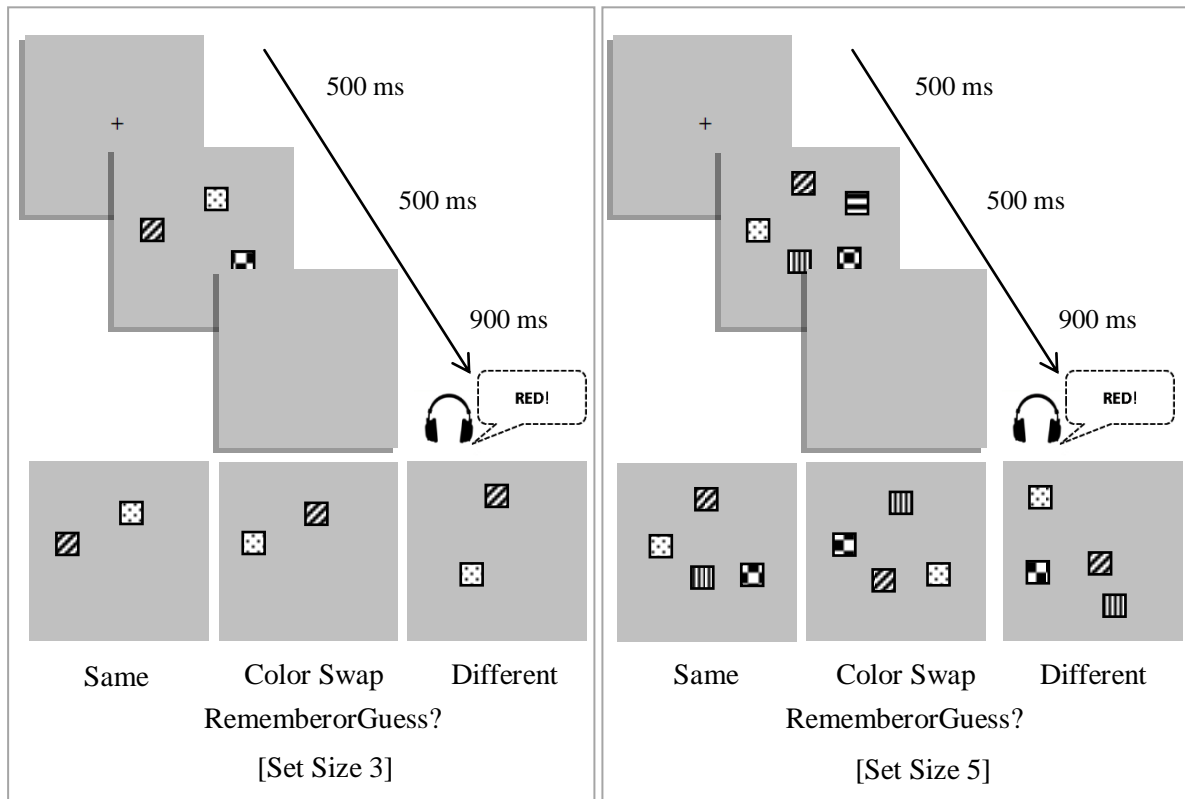 500 ms
+
500 ms
900 ms
RED!
Same
Color Swap
Different
RememberorGuess?
[Set Size 3]
500 ms
+
500 ms
900 ms
RED!
Same
Color Swap
Different
RememberorGuess?
[Set Size 5]